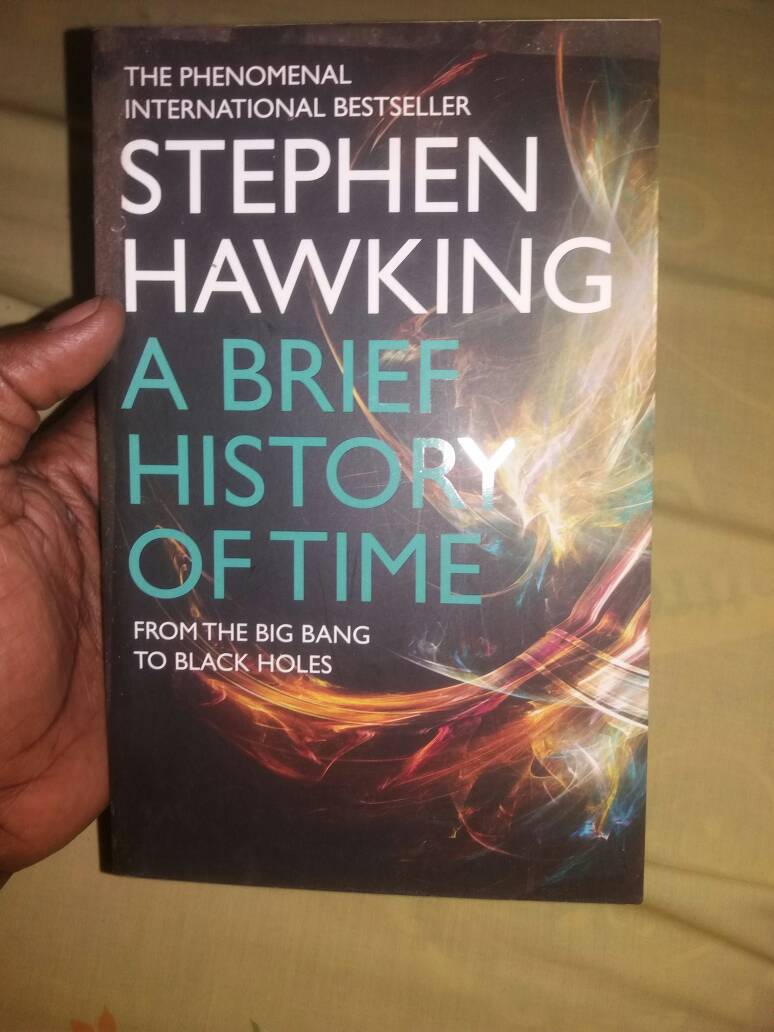 THE PHENOMENAL
INTERNATIONAL BESTSELLER
STEPHEN
HAWKING
A BRIEF
HISTORY
OF TIME
FROM THE BIG BANG
TO BLACK HOLES